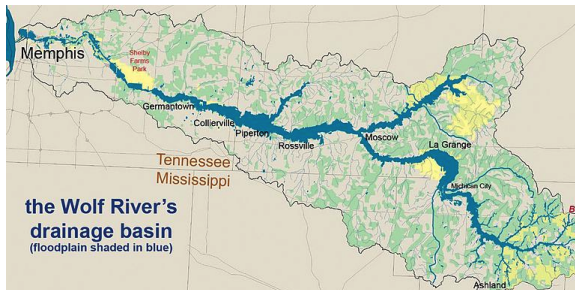 Memphis
Shelby
Farms
Park
Germantown
Collierville
Piperton
Rossville
Moscow
La Grange
Michigan City
Tennessee
Mississippi
the Wolf River's
drainage basin
(floodplain shaded in blue)
B
Ashland